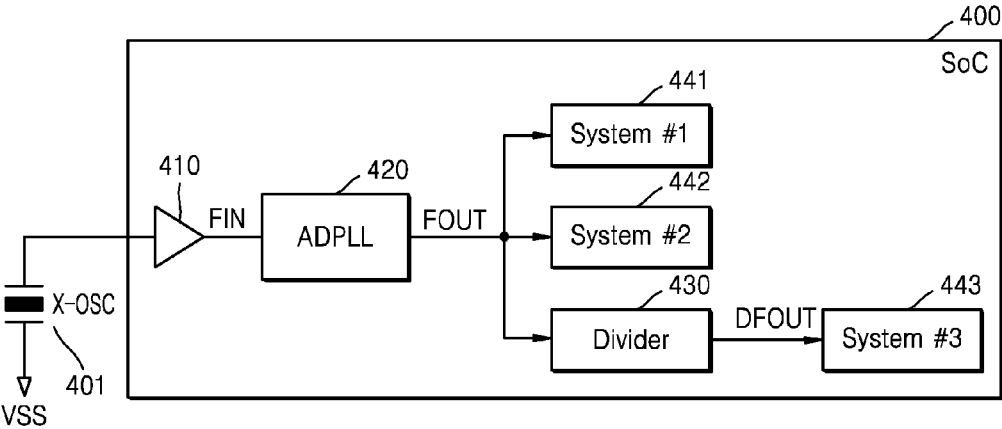 400
SoC
441
System #1
410
420
442
FIN
ADPLL
FOUT
System #2
X-OSC
430
443
Divider
DFOUT
System #3
401
VSS